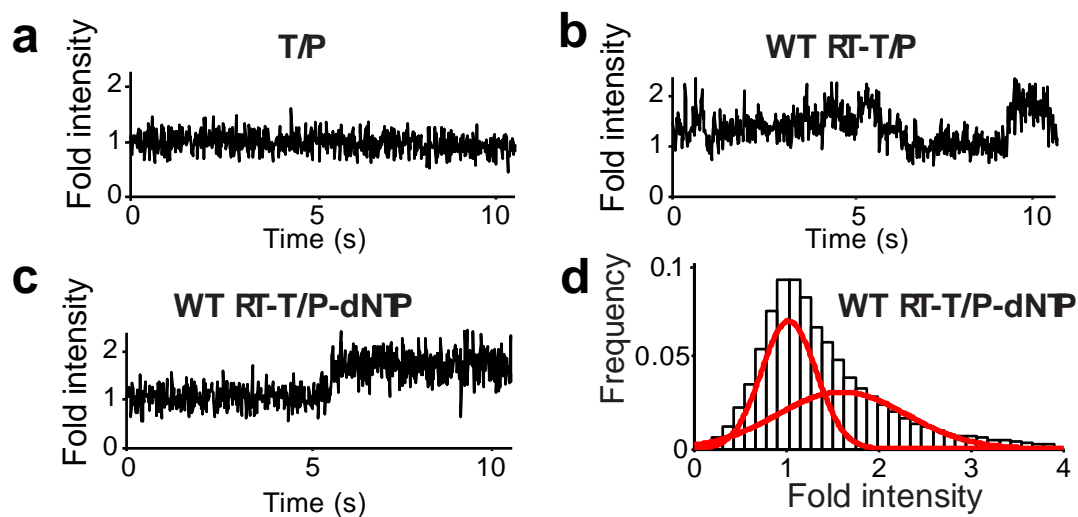 a
T/P
Fold intensity
2
1
0
0 5 10
Time (s)
b
WT RT-T/P
Fold intensity
2
1
0
0 5 10
Time (s)
c
WT RT-T/P-dNTP
Fold intensity
2
1
0
0 5 10
Time (s)
d
WT RT-T/P-dNTP
Frequency
0.1
0.05
0
0 1 2 3 4
Fold intensity